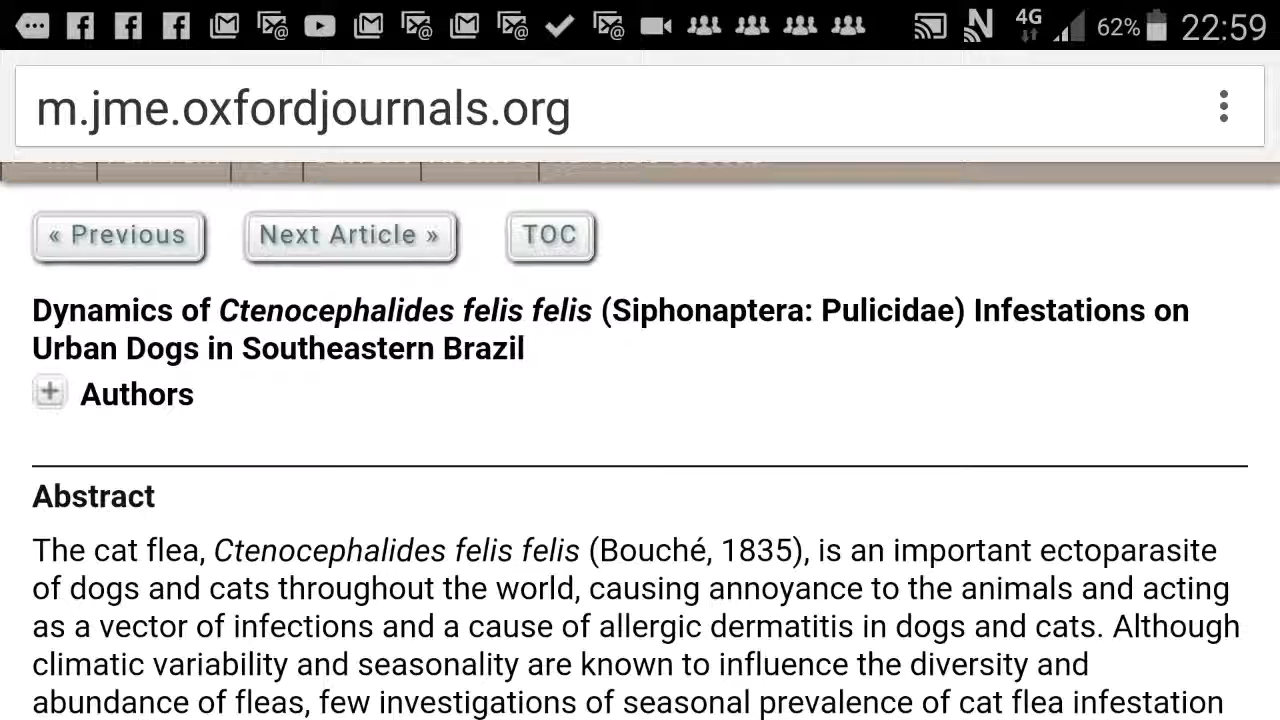 4G 62% 22:59
m.jme.oxfordjournals.org
« Previous Next Article » TOC
Dynamics of Ctenocephalides felis felis (Siphonaptera: Pulicidae) Infestations on
Urban Dogs in Southeastern Brazil
Authors
Abstract
The cat flea, Ctenocephalides felis felis (Bouché, 1835), is an important ectoparasite
of dogs and cats throughout the world, causing annoyance to the animals and acting
as a vector of infections and a cause of allergic dermatitis in dogs and cats. Although
climatic variability and seasonality are known to influence the diversity and
abundance of fleas, few investigations of seasonal prevalence of cat flea infestation